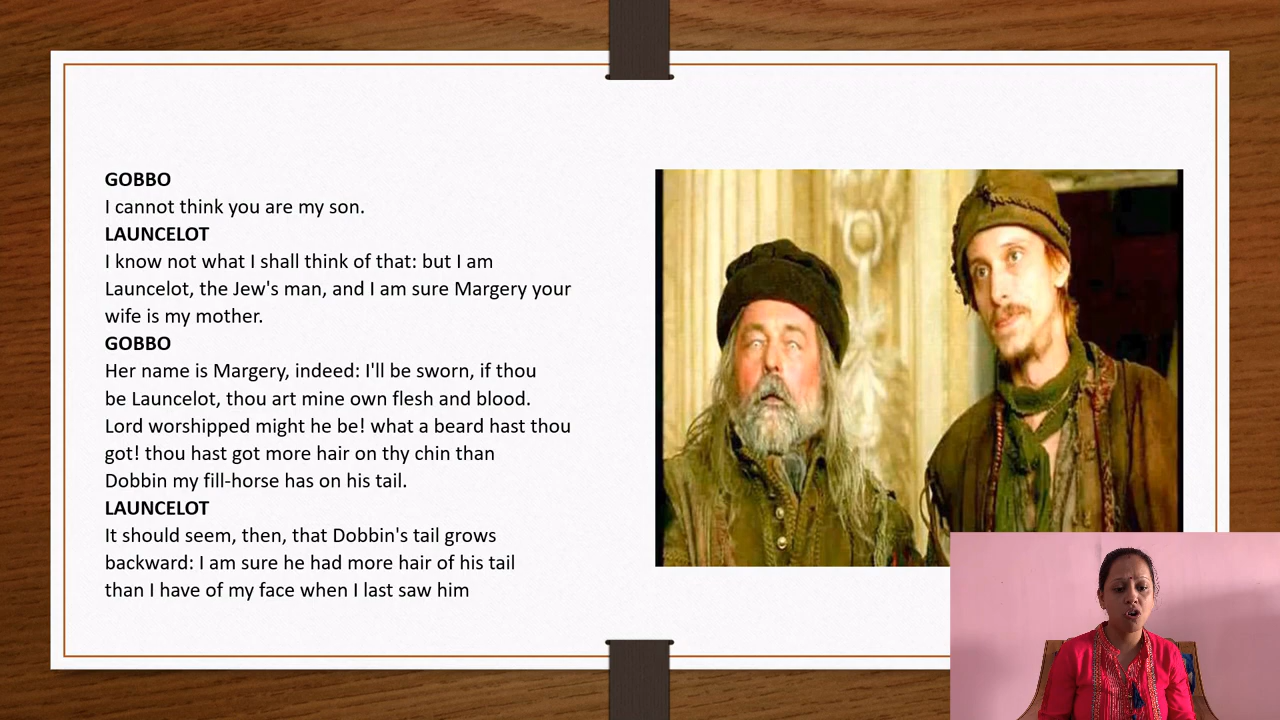 GOBBO
I cannot think you are my son.
LAUNCELOT
I know not what I shall think of that: but I am
Launcelot, the Jew's man, and I am sure Margery your
wife is my mother.
GOBBO
Her name is Margery, indeed: I'll be sworn, if thou
be Launcelot, thou art mine own flesh and blood.
Lord worshipped might he be! what a beard hast thou
got! thou hast got more hair on thy chin than
Dobbin my fill-horse has on his tail.
LAUNCELOT
It should seem, then, that Dobbin's tail grows
backward: I am sure he had more hair of his tail
than I have of my face when I last saw him